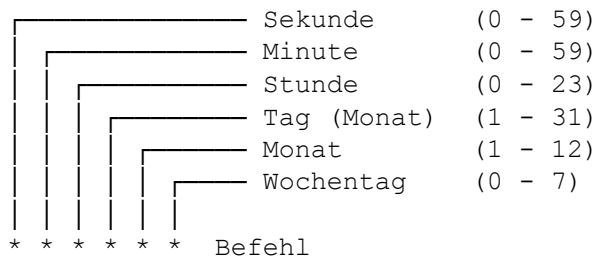 Sekunde (0 - 59)
Minute (0 - 59)
Stunde (0 - 23)
Tag (Monat) (1 - 31)
Monat (1 - 12)
Wochentag (0 - 7)
* * * * * * Befehl